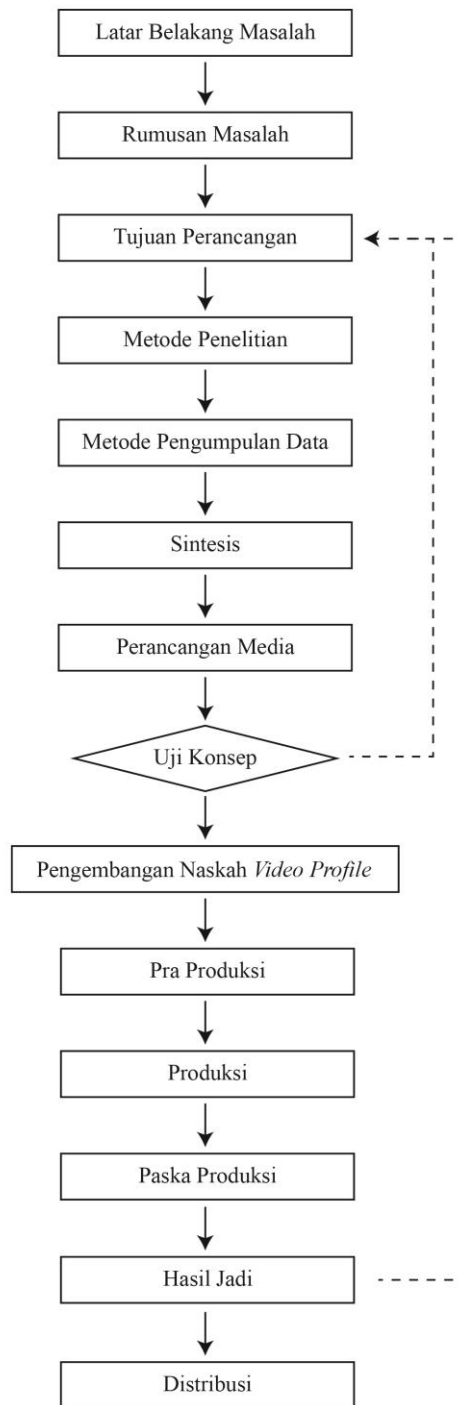 Latar Belakang Masalah
Rumusan Masalah
Tujuan Perancangan
Metode Penelitian
Metode Pengumpulan Data
Sintesis
Perancangan Media
Uji Konsep
Pengembangan Naskah Video Profile
Pra Produksi
Produksi
Paska Produksi
Hasil Jadi
Distribusi